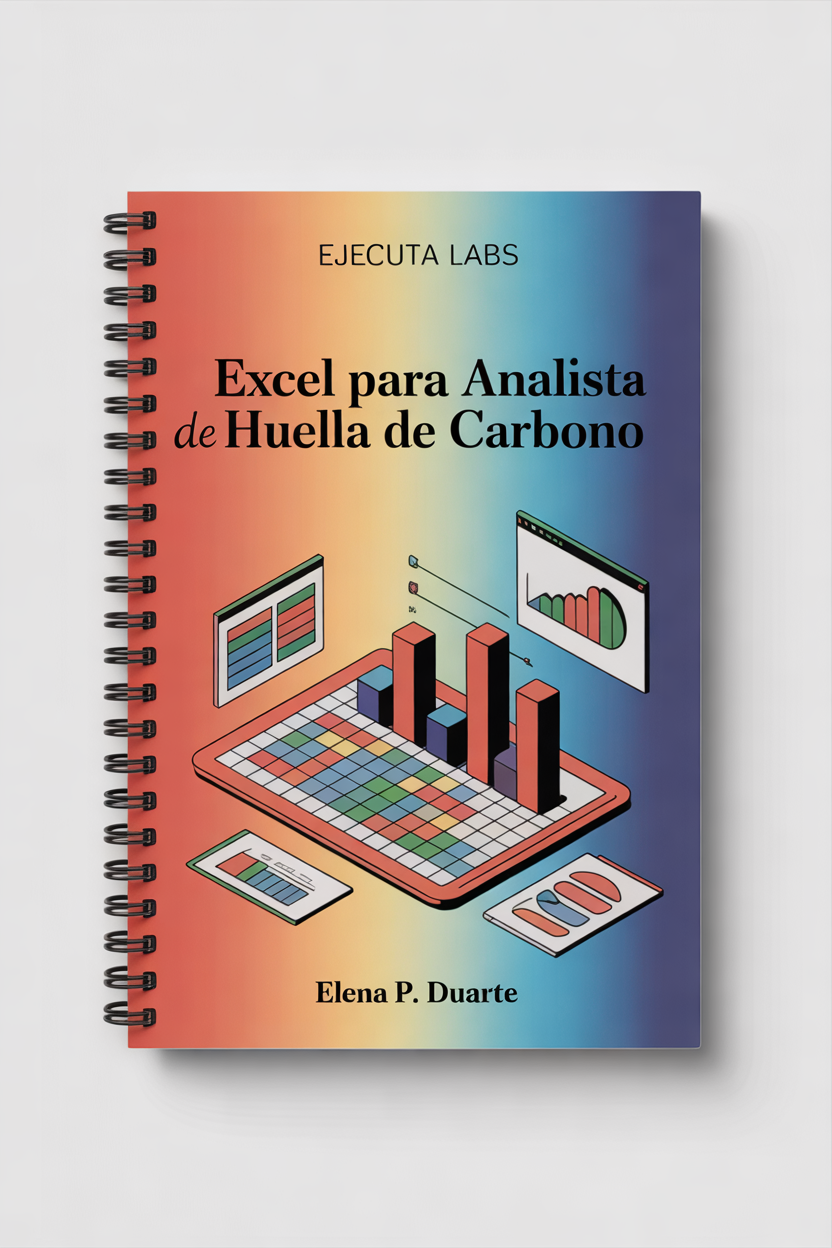 EJECUTA LABS
Excel para Analista
de Huella de Carbono
Elena P. Duarte